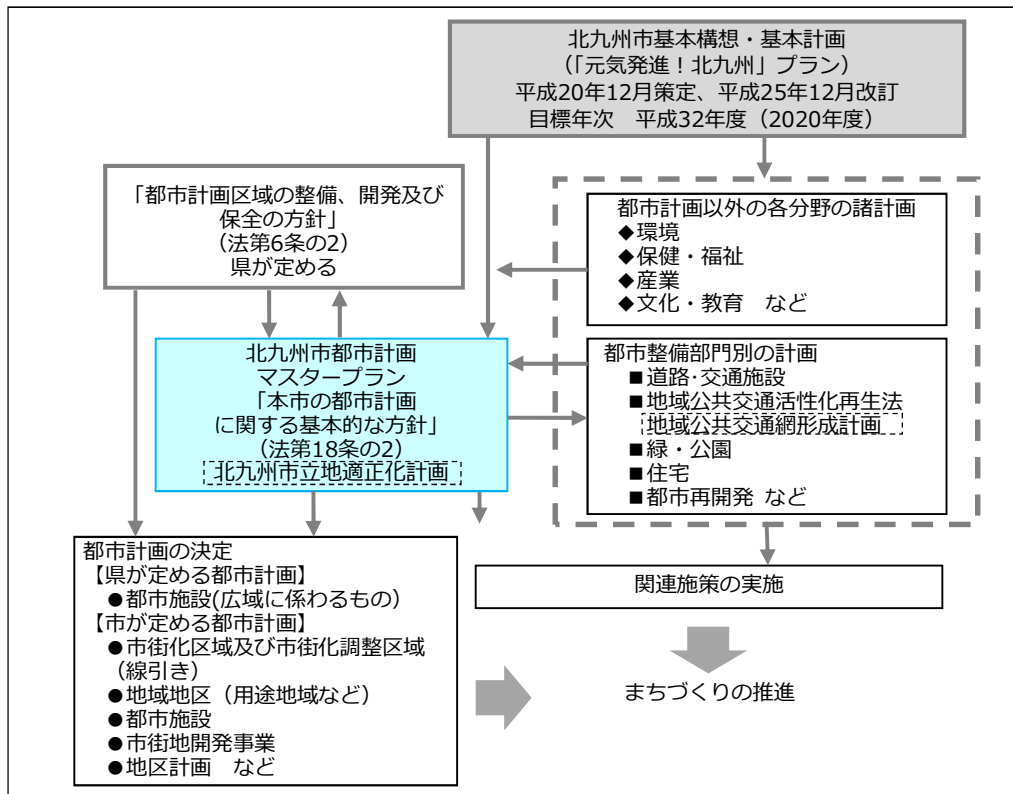 北九州市基本構想・基本計画
（「元気発進！北九州」プラン）
平成20年12月策定、平成25年12月改訂
目標年次　平成32年度（2020年度）
「都市計画区域の整備、開発及び
保全の方針」
（法第6条の2）
県が定める
都市計画以外の各分野の諸計画
◆環境
◆保健・福祉
◆産業
◆文化・教育　など
北九州市都市計画
マスタープラン
「本市の都市計画
に関する基本的な方針」
（法第18条の2）
北九州市立地適正化計画
都市整備部門別の計画
■道路･交通施設
■地域公共交通活性化再生法
地域公共交通網形成計画
■緑・公園
■住宅
■都市再開発 など
都市計画の決定
【県が定める都市計画】
●都市施設(広域に係わるもの）
【市が定める都市計画】
●市街化区域及び市街化調整区域
（線引き）
●地域地区（用途地域など）
●都市施設
●市街地開発事業
●地区計画　など
関連施策の実施
まちづくりの推進